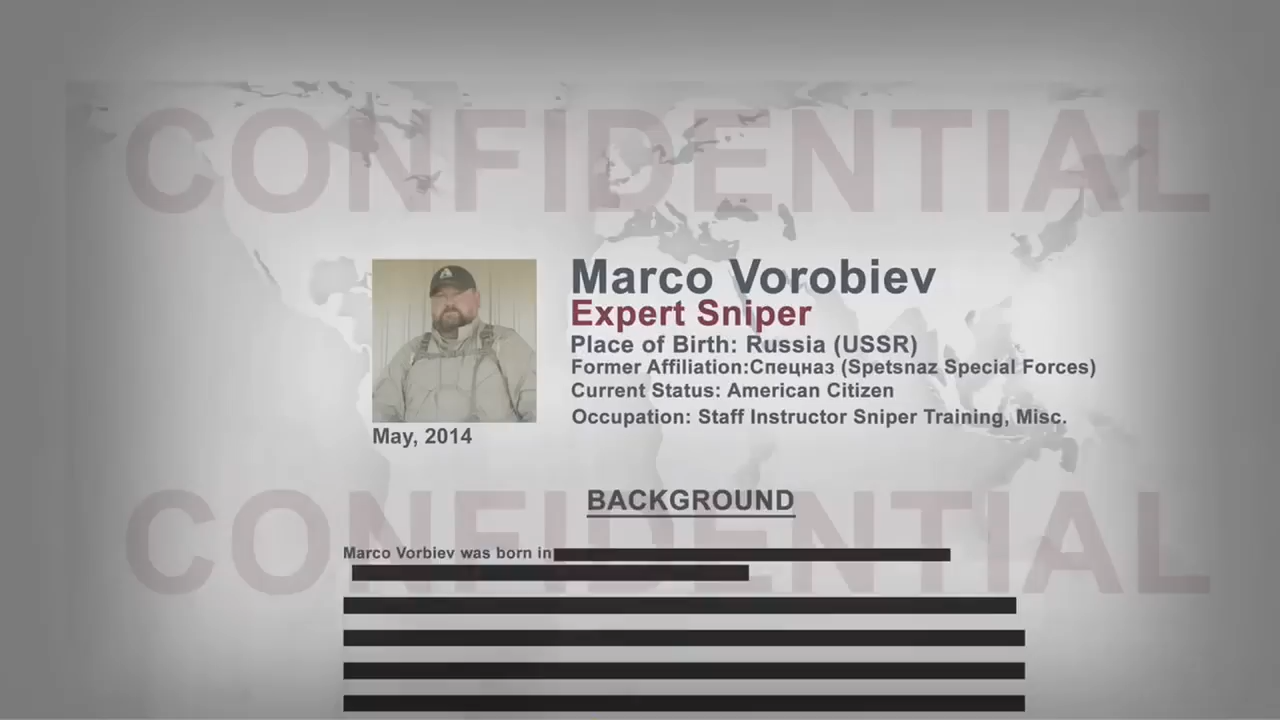 CONFIDENTIAL
Marco Vorobiev
Expert Sniper
Place of Birth: Russia (USSR)
Former Affiliation:Спецназ (Spetsnaz Special Forces)
Current Status: American Citizen
Occupation: Staff Instructor Sniper Training, Misc.
May, 2014
CONFIDENTIAL
BACKGROUND
Marco Vorbiev was born in